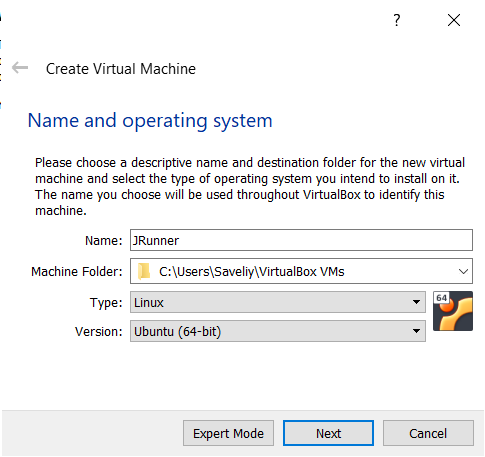 ?
Create Virtual Machine
Name and operating system
Please choose a descriptive name and destination folder for the new virtual
machine and select the type of operating system you intend to install on it.
The name you choose will be used throughout VirtualBox to identify this
machine.
Name: JRunner
Machine Folder: C:\Users\Saveliy\VirtualBox VMs
Type: Linux
64
Version: Ubuntu (64-bit)
Expert Mode Next Cancel